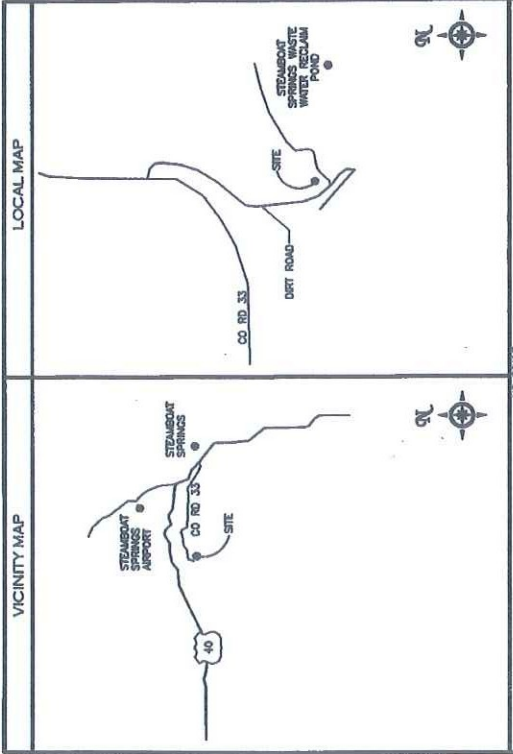 VICINITY MAP
STEAMBOAT
SPRINGS
AIRPORT
STEAMBOAT
SPRINGS
CO RD 33
SITE
40
N
LOCAL MAP
CO RD 33
DIRT ROAD
SITE
STEAMBOAT
SPRINGS WASTE
WATER RECLAIM
POND
N